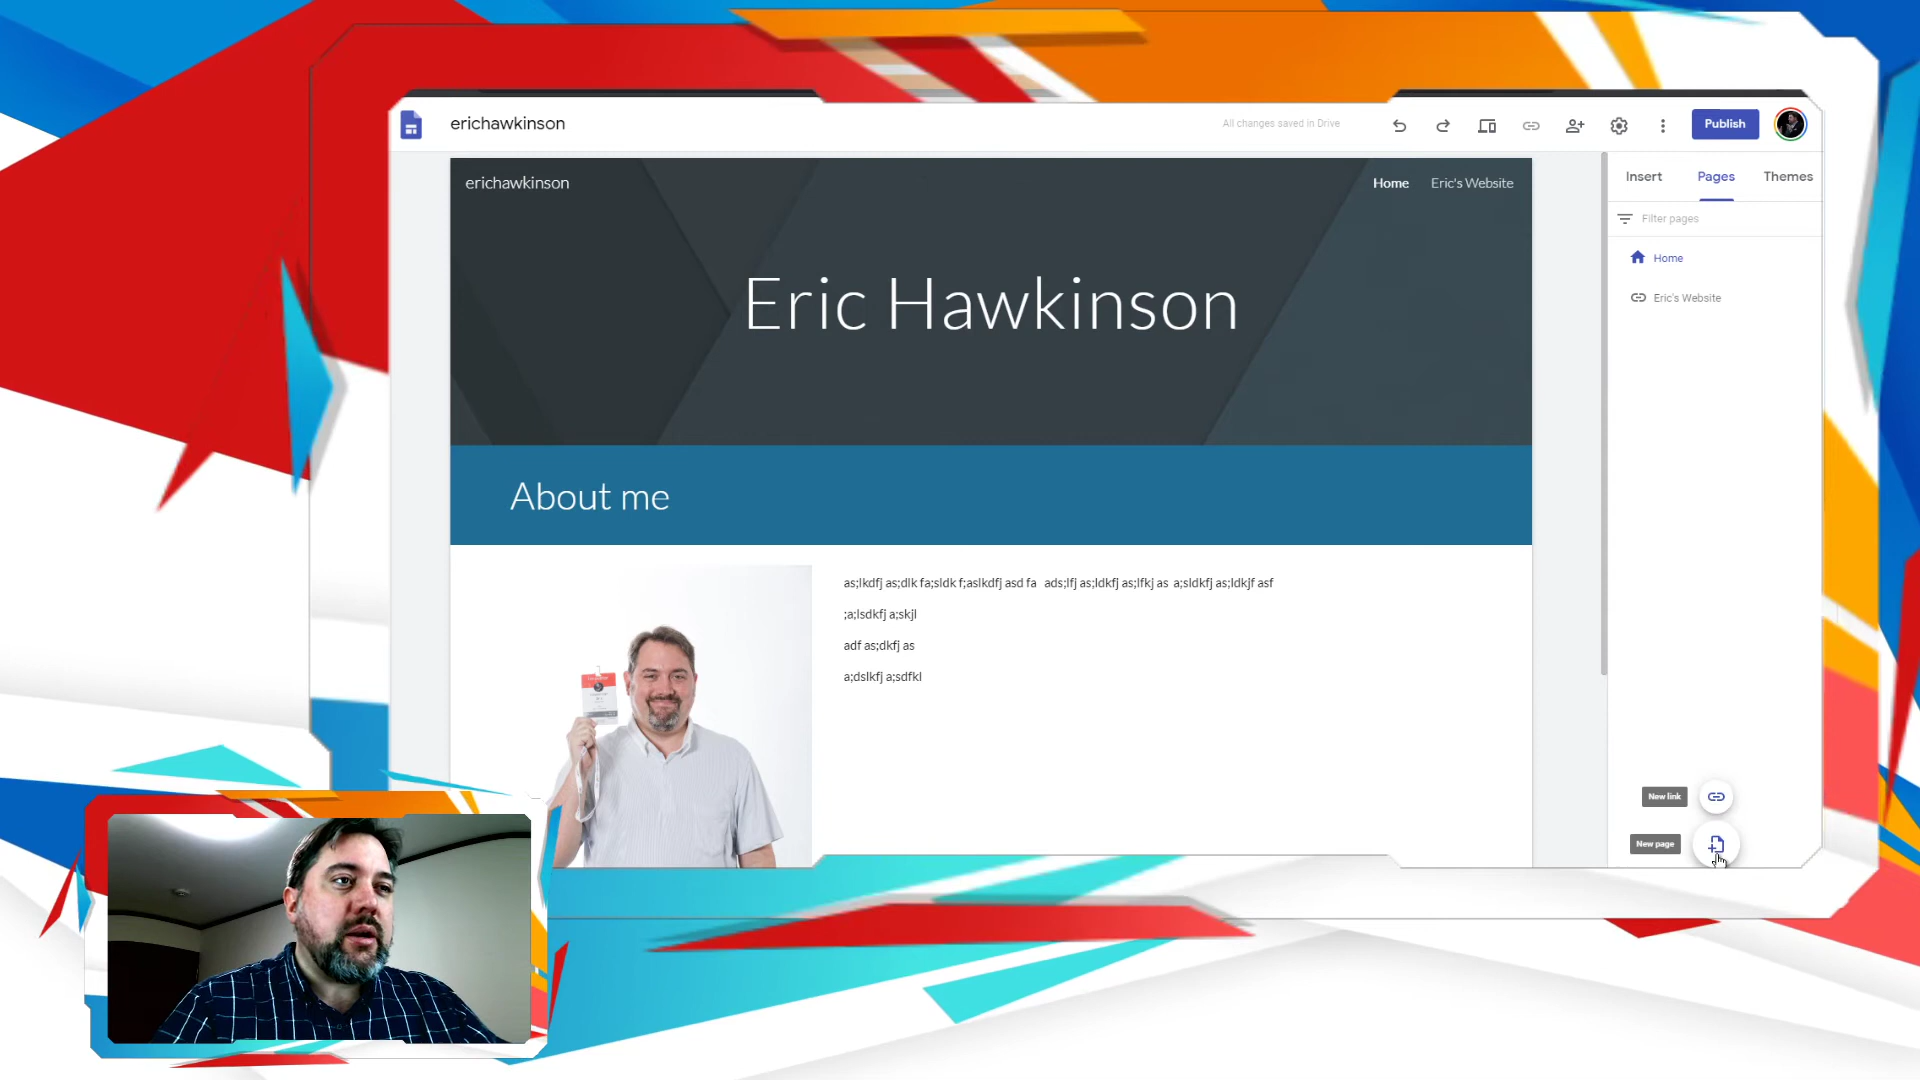 erichawkinson
All changes saved in Drive
Publish
erichawkinson
Home
Eric's Website
Insert
Pages
Themes
Filter pages
Home
Eric's Website
Eric Hawkinson
About me
as;lkdfj as;dlk fa;sldk f;aslkdfj asd fa ads;lfj as;ldkfj as;lfkj as a;sldkfj as;ldkjf asf
;a;lsdkfj a;skjl
adf as;dkfj as
a;dslkfj a;sdfkl
New link
New page